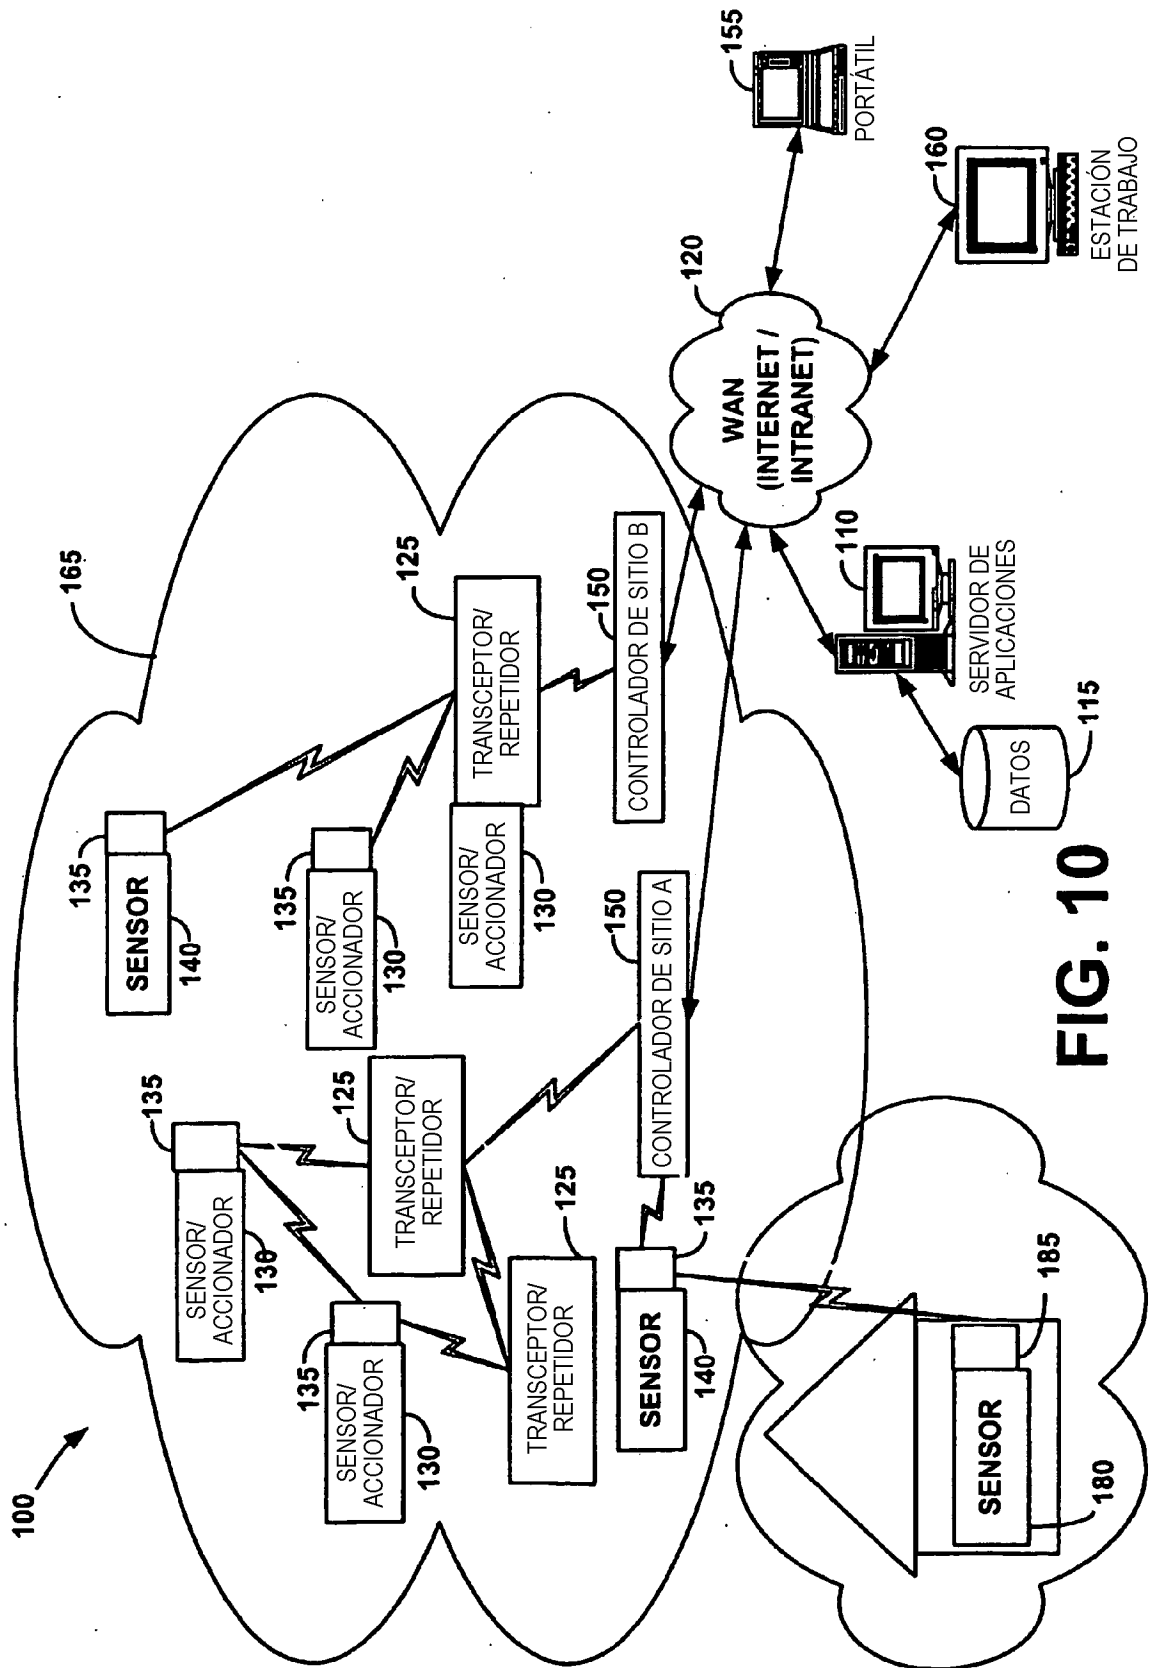 100
165
135
SENSOR
140
135
SENSOR/
ACCIONADOR
130
135
SENSOR/
ACCIONADOR
130
135
SENSOR/
ACCIONADOR
130
125
TRANSCEPTOR/
REPETIDOR
125
TRANSCEPTOR/
REPETIDOR
SENSOR/
ACCIONADOR
130
125
TRANSCEPTOR/
REPETIDOR
135
SENSOR
140
150
CONTROLADOR DE SITIO A
150
CONTROLADOR DE SITIO B
120
WAN
(INTERNET /
INTRANET)
155
PORTÁTIL
160
ESTACIÓN
DE TRABAJO
110
SERVIDOR DE
APLICACIONES
DATOS
115
185
SENSOR
180
FIG. 10